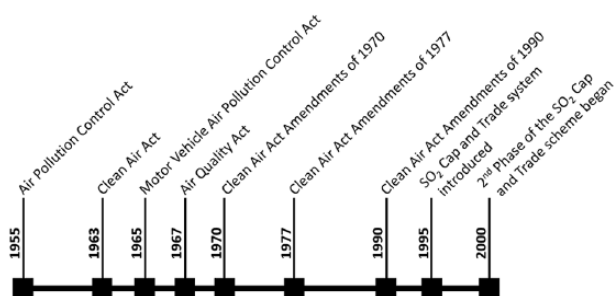 Air Pollution Control Act
Clean Air Act
Motor Vehicle Air Pollution Control Act
Air Quality Act
Clean Air Act Amendments of 1970
Clean Air Act Amendments of 1977
Clean Air Act Amendments of 1990
SO₂ Cap and Trade system
introduced
2ⁿᵈ Phase of the SO₂ Cap
and Trade scheme began
1955
1963
1965
1967
1970
1977
1990
1995
2000